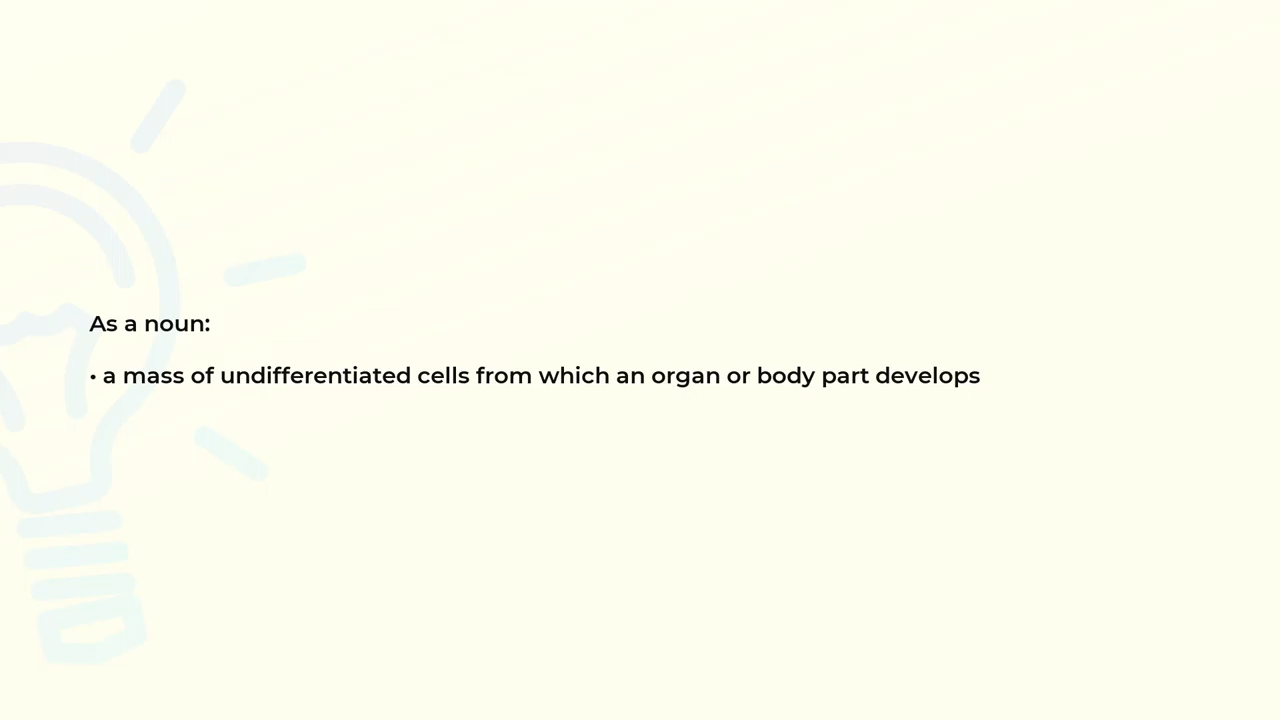 As a noun:
• a mass of undifferentiated cells from which an organ or body part develops